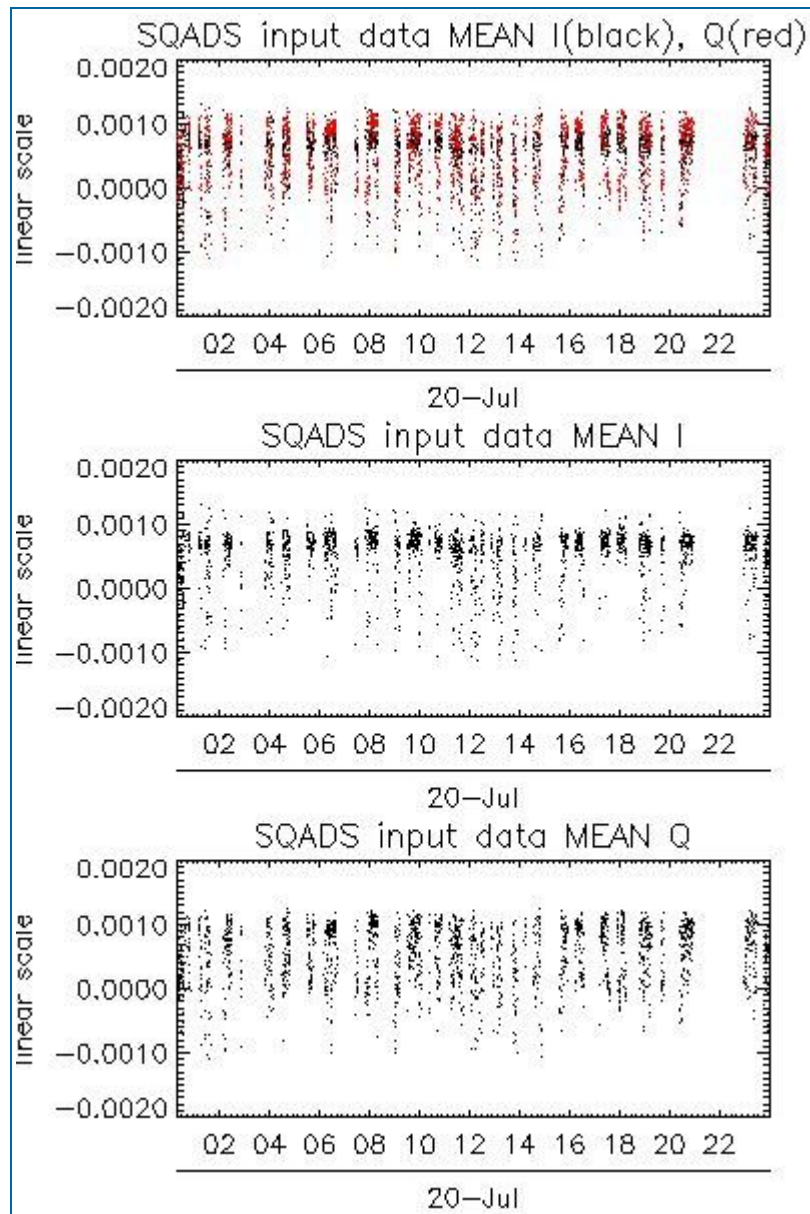 SQADS input data MEAN I(black), Q(red)
0.0020
0.0010
0.0000
−0.0010
−0.0020
linear scale
02 04 06 08 10 12 14 16 18 20 22
20−Jul
SQADS input data MEAN I
0.0020
0.0010
0.0000
−0.0010
−0.0020
linear scale
02 04 06 08 10 12 14 16 18 20 22
20−Jul
SQADS input data MEAN Q
0.0020
0.0010
0.0000
−0.0010
−0.0020
linear scale
02 04 06 08 10 12 14 16 18 20 22
20−Jul